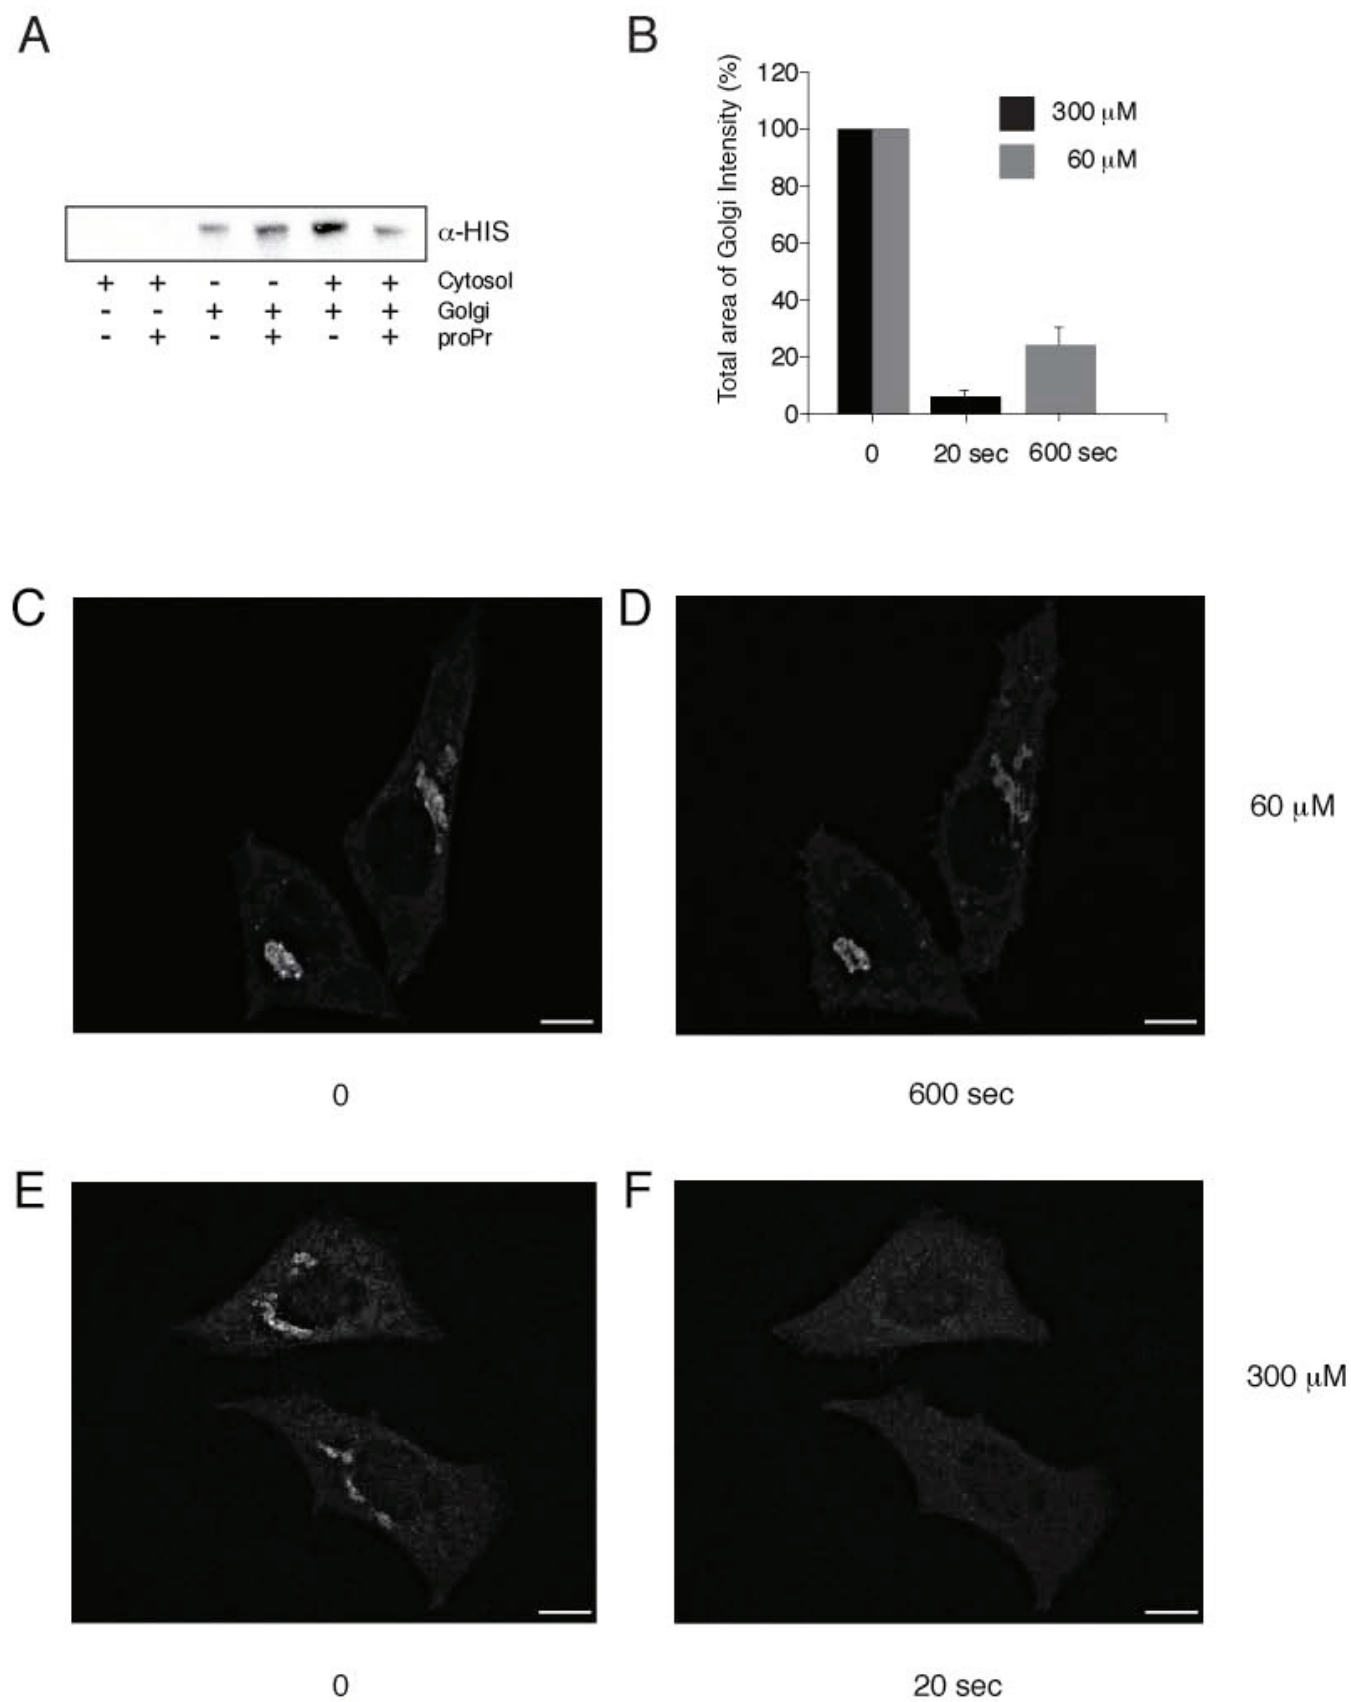 A
α-HIS
+ + - - + + Cytosol
- - + + + + Golgi
- + - + - + proPr
B
Total area of Golgi Intensity (%)
120
100
80
60
40
20
0
300 μM
60 μM
0 20 sec 600 sec
C
D
60 μM
0
600 sec
E
F
300 μM
0
20 sec